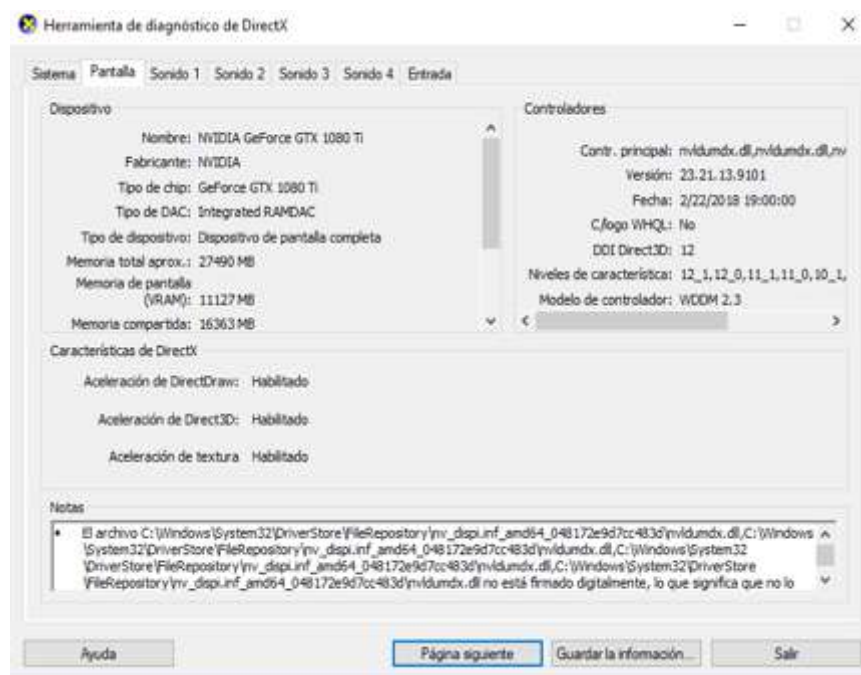 Herramienta de diagnóstico de DirectX
Sistema Pantalla Sonido 1 Sonido 2 Sonido 3 Sonido 4 Entrada
Dispositivo
Nombre: NVIDIA GeForce GTX 1080 Ti
Fabricante: NVIDIA
Tipo de chip: GeForce GTX 1080 Ti
Tipo de DAC: Integrated RAMDAC
Tipo de dispositivo: Dispositivo de pantalla completa
Memoria total aprox.: 27490 MB
Memoria de pantalla
(VRAM): 11127 MB
Memoria compartida: 16363 MB
Controladores
Contr. principal: nvldumdx.dll,nvldumdx.dll,nv
Versión: 23.21.13.9101
Fecha: 2/22/2018 19:00:00
C/logo WHQL: No
DDI Direct3D: 12
Niveles de característica: 12_1,12_0,11_1,11_0,10_1,
Modelo de controlador: WDDM 2.3
Características de DirectX
Aceleración de DirectDraw: Habilitado
Aceleración de Direct3D: Habilitado
Aceleración de textura Habilitado
Notas
• El archivo C:\Windows\System32\DriverStore\FileRepository\nv_dispi.inf_amd64_048172e9d7cc483d\nvldumdx.dll,C:\Windows
\System32\DriverStore\FileRepository\nv_dispi.inf_amd64_048172e9d7cc483d\nvldumdx.dll,C:\Windows\System32
\DriverStore\FileRepository\nv_dispi.inf_amd64_048172e9d7cc483d\nvldumdx.dll,C:\Windows\System32\DriverStore
\FileRepository\nv_dispi.inf_amd64_048172e9d7cc483d\nvldumdx.dll no está firmado digitalmente, lo que significa que no lo
Ayuda
Página siguiente
Guardar la información...
Salir